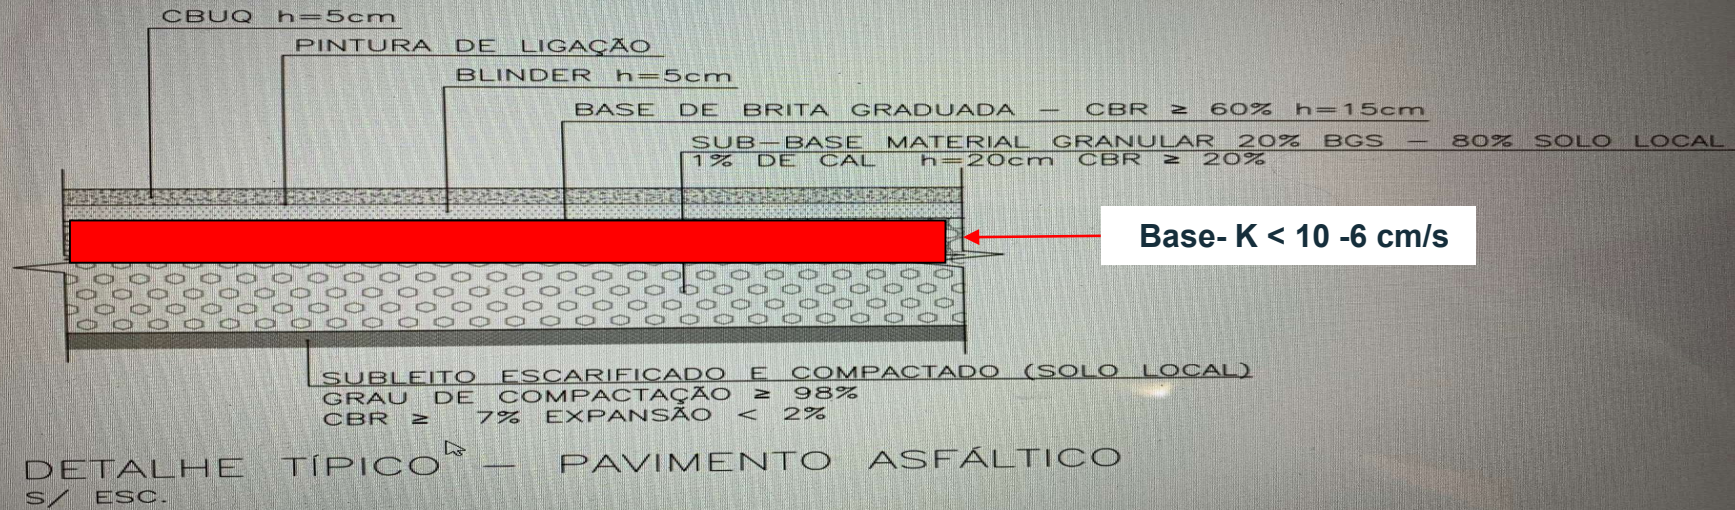 CBUQ h=5cm
PINTURA DE LIGAÇÃO
BLINDER h=5cm
BASE DE BRITA GRADUADA – CBR ≥ 60% h=15cm
SUB-BASE MATERIAL GRANULAR 20% BGS – 80% SOLO LOCAL
1% DE CAL h=20cm CBR ≥ 20%
Base- K < 10 -6 cm/s
SUBLEITO ESCARIFICADO E COMPACTADO (SOLO LOCAL)
GRAU DE COMPACTAÇÃO ≥ 98%
CBR ≥ 7% EXPANSÃO < 2%
DETALHE TÍPICO – PAVIMENTO ASFÁLTICO
S/ ESC.